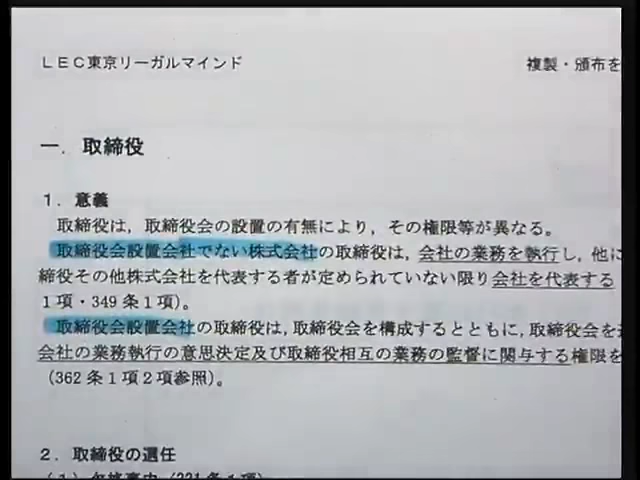 LEC東京リーガルマインド
複製・頒布を
一．取締役
1．意義
取締役は，取締役会の設置の有無により，その権限等が異なる。
取締役会設置会社でない株式会社の取締役は，会社の業務を執行し，他に
締役その他株式会社を代表する者が定められていない限り会社を代表する
1項・349条1項)。
取締役会設置会社の取締役は，取締役会を構成するとともに，取締役会を
会社の業務執行の意思決定及び取締役相互の業務の監督に関与する権限を
(362条1項2項参照)。
2．取締役の選任